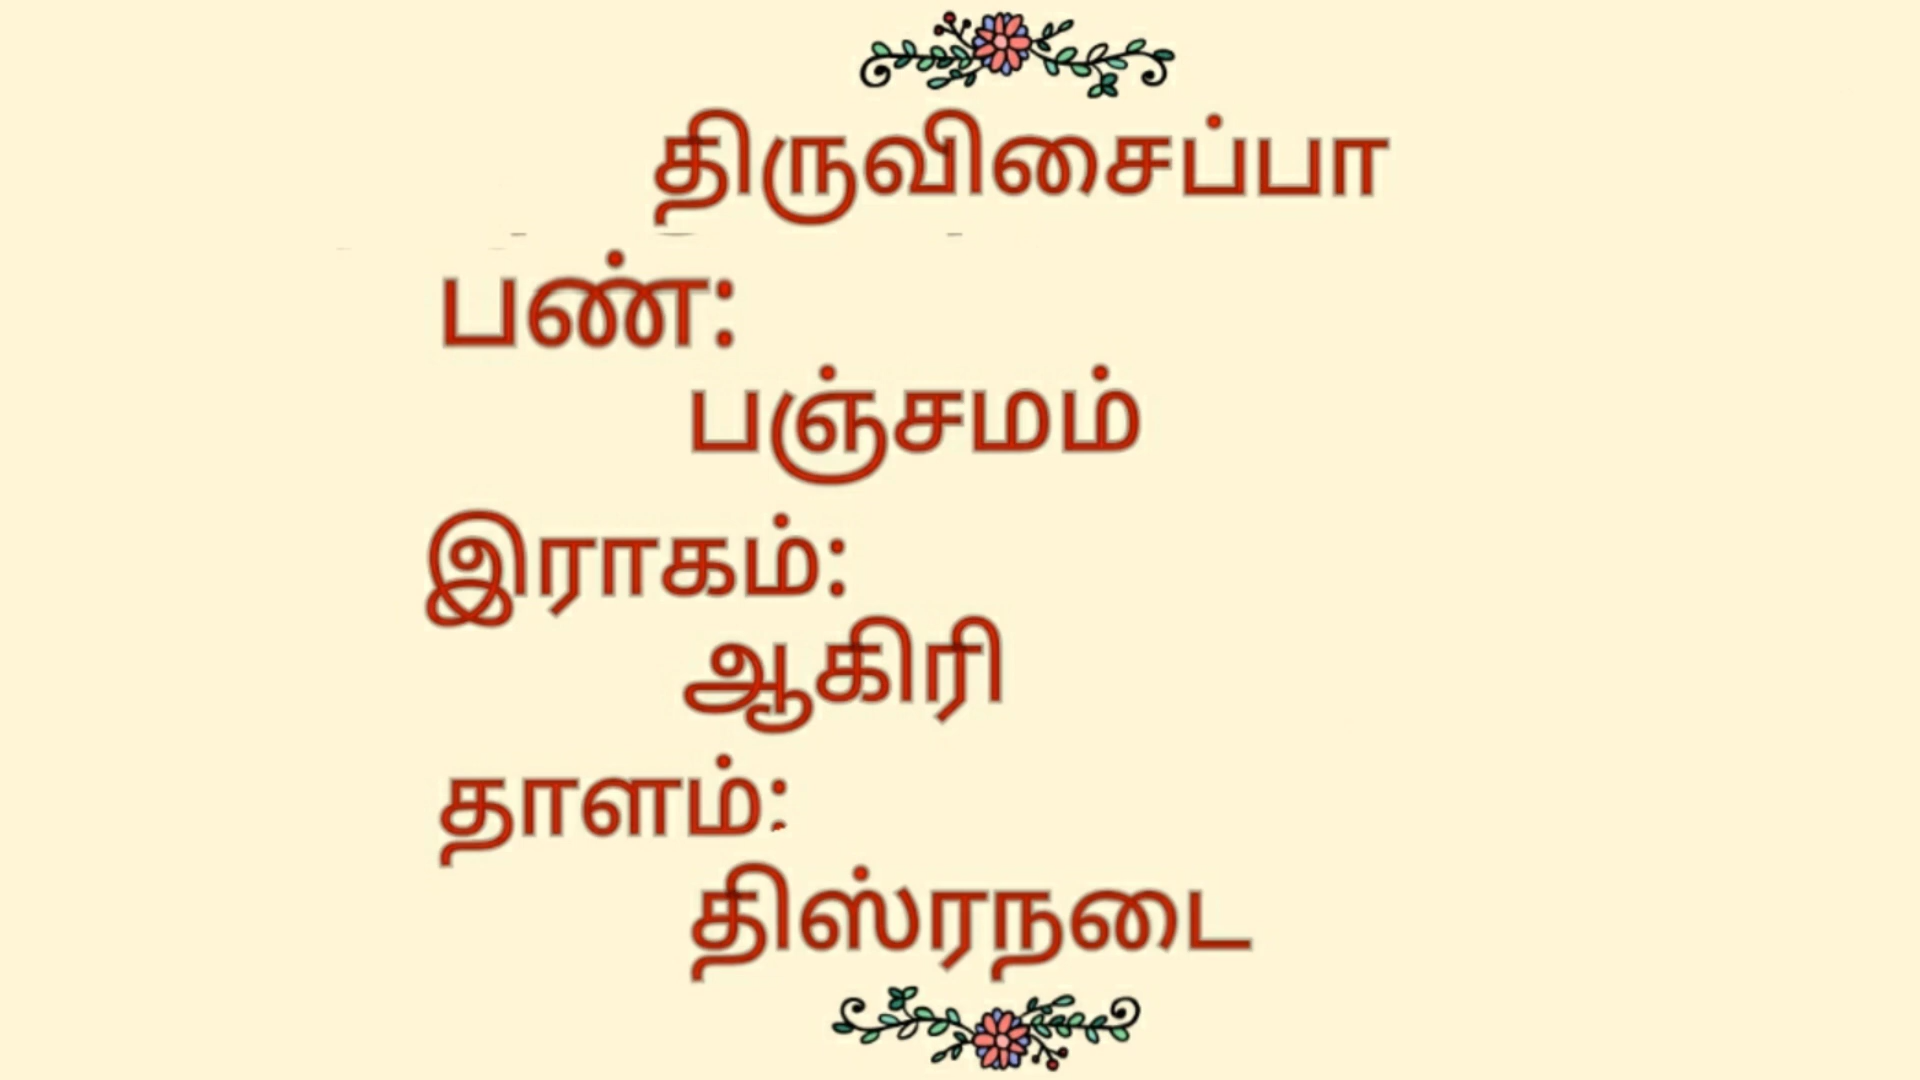 திருவிசைப்பா
பண்:
பஞ்சமம்
இராகம்:
ஆகிரி
தாளம்:
திஸ்ரநடை